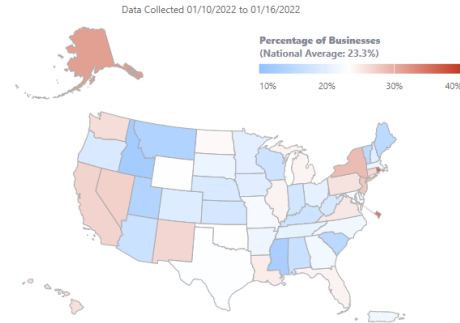 Data Collected 01/10/2022 to 01/16/2022
Percentage of Businesses
(National Average: 23.3%)
10% 20% 30% 40%